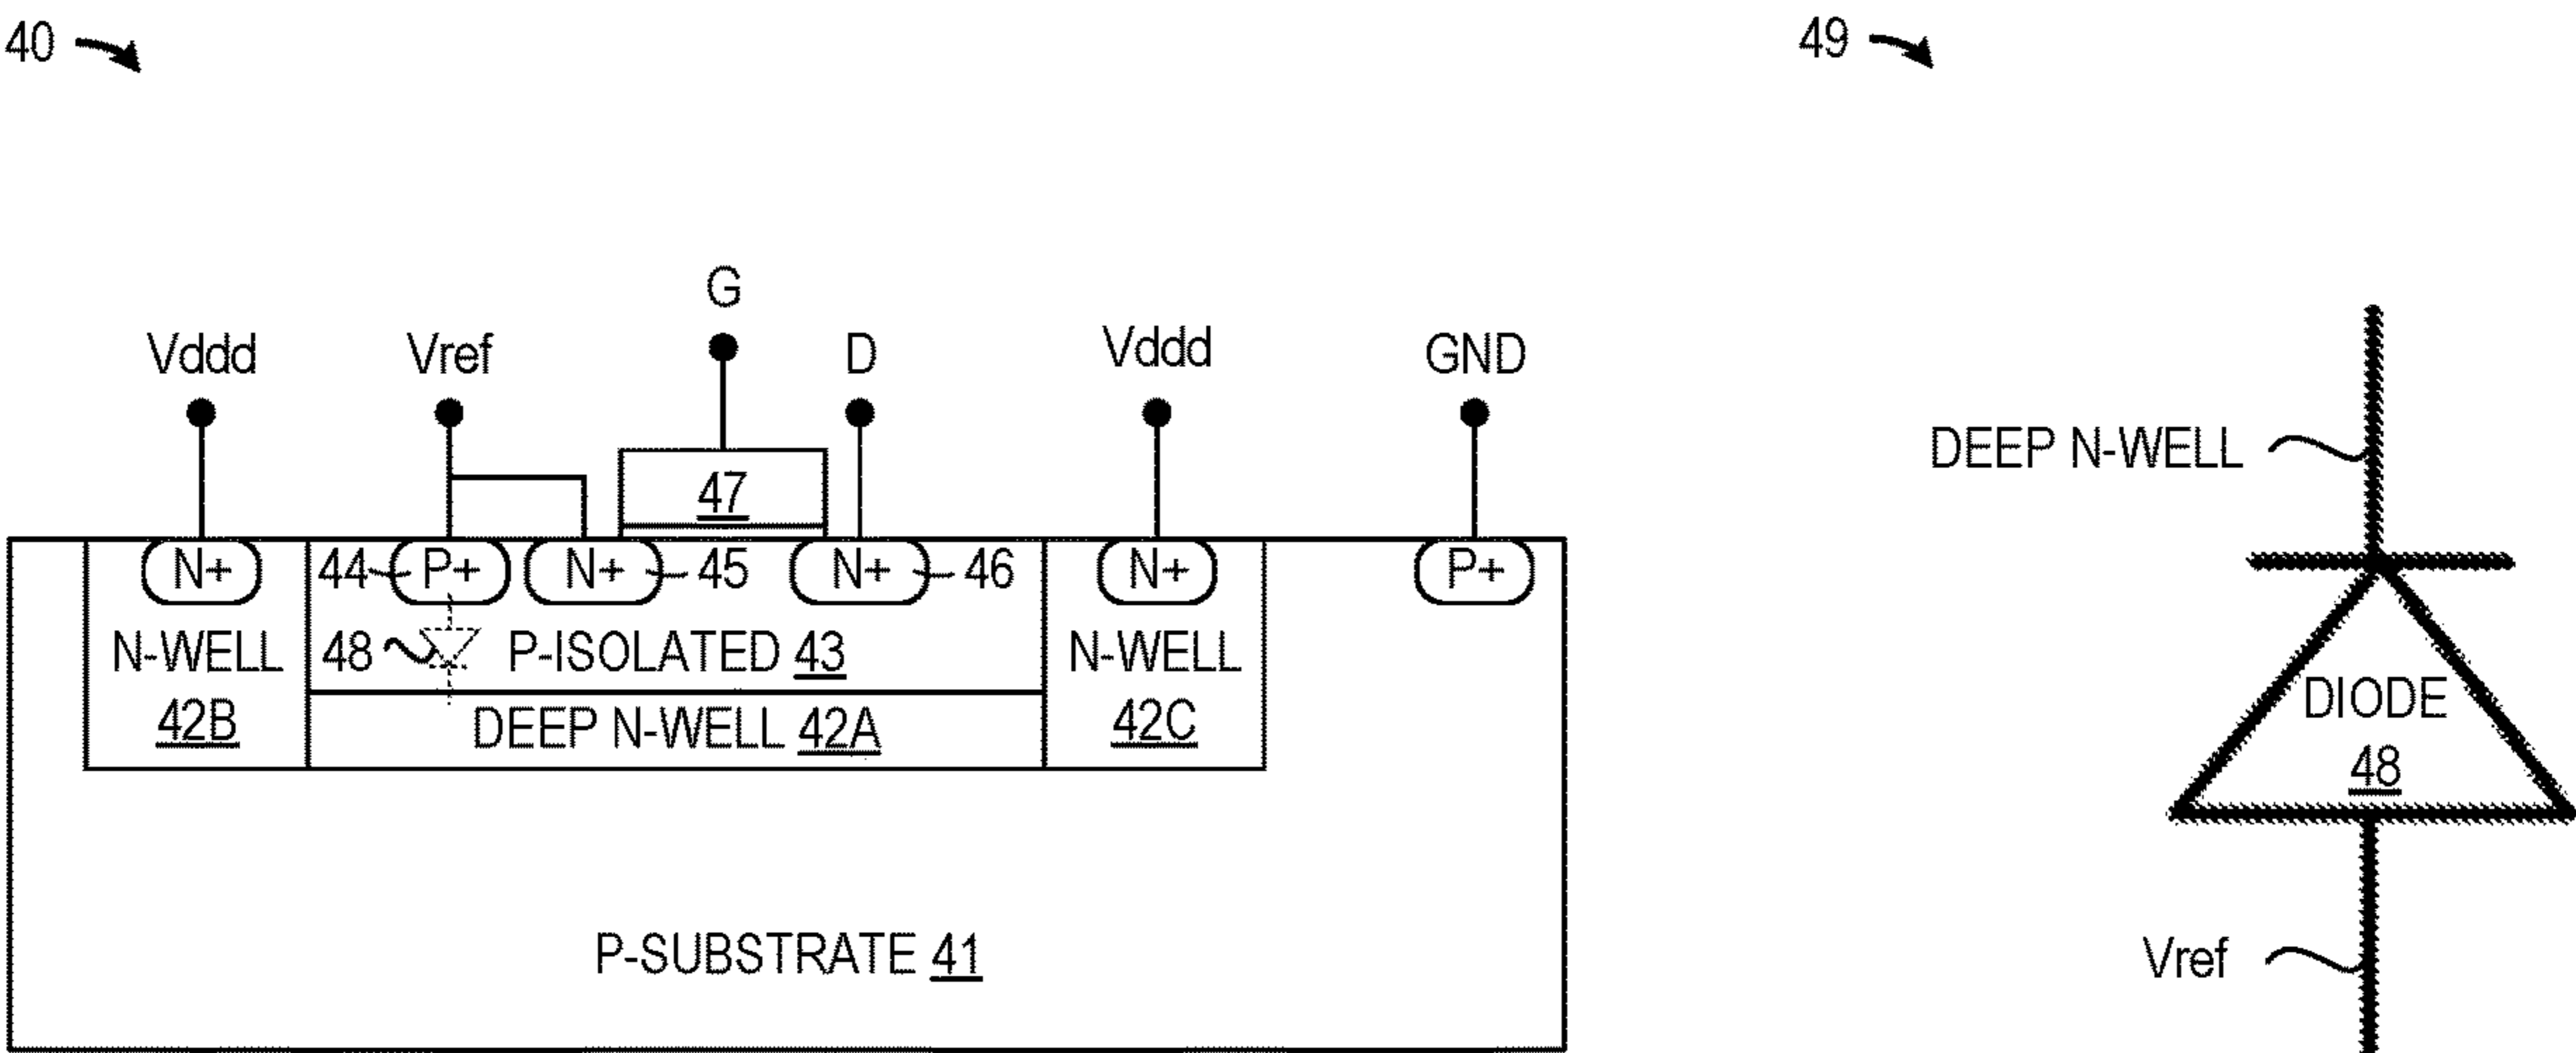 40
49
G
Vddd
Vref
D
Vddd
GND
DEEP N-WELL
47
N+
44
P+
N+
45
N+
46
N+
P+
N-WELL
42B
48
P-ISOLATED 43
N-WELL
42C
DEEP N-WELL 42A
DIODE
48
P-SUBSTRATE 41
Vref